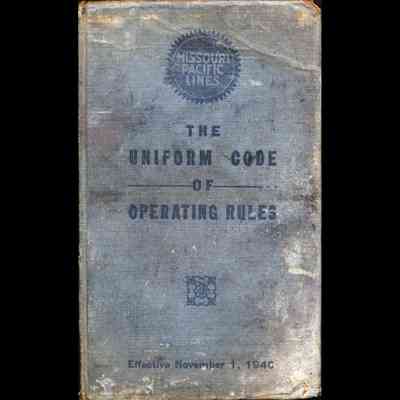 MISSOURI
PACIFIC
LINES
THE
UNIFORM CODE
OF
OPERATING RULES
Effective November 1, 1940